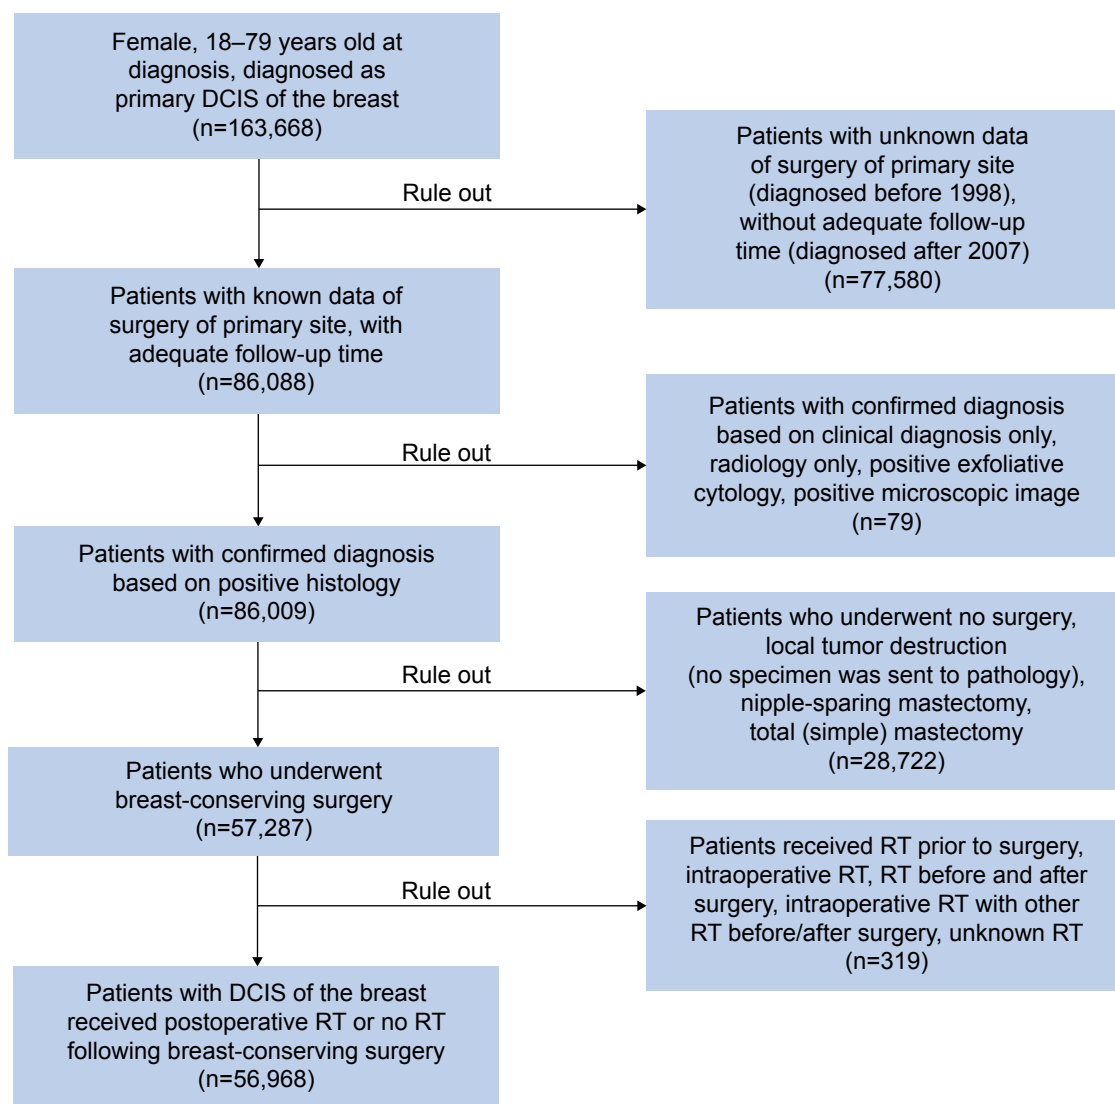 Female, 18–79 years old at
diagnosis, diagnosed as
primary DCIS of the breast
(n=163,668)
Rule out
Patients with unknown data
of surgery of primary site
(diagnosed before 1998),
without adequate follow-up
time (diagnosed after 2007)
(n=77,580)
Patients with known data of
surgery of primary site, with
adequate follow-up time
(n=86,088)
Rule out
Patients with confirmed diagnosis
based on clinical diagnosis only,
radiology only, positive exfoliative
cytology, positive microscopic image
(n=79)
Patients with confirmed diagnosis
based on positive histology
(n=86,009)
Rule out
Patients who underwent no surgery,
local tumor destruction
(no specimen was sent to pathology),
nipple-sparing mastectomy,
total (simple) mastectomy
(n=28,722)
Patients who underwent
breast-conserving surgery
(n=57,287)
Rule out
Patients received RT prior to surgery,
intraoperative RT, RT before and after
surgery, intraoperative RT with other
RT before/after surgery, unknown RT
(n=319)
Patients with DCIS of the breast
received postoperative RT or no RT
following breast-conserving surgery
(n=56,968)